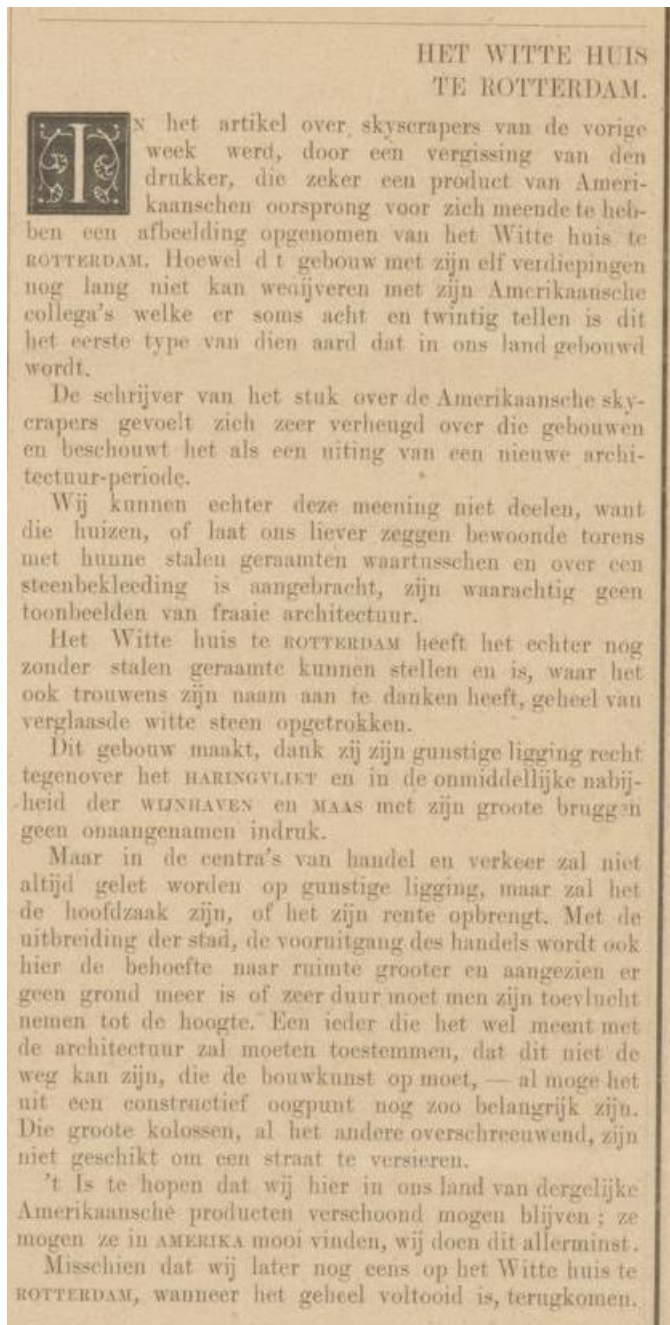 HET WITTE HUIS
TE ROTTERDAM.
IN het artikel over skyscrapers van de vorige
week werd, door een vergissing van den
drukker, die zeker een product van Ameri-
kaanschen oorsprong voor zich meende te heb-
ben een afbeelding opgenomen van het Witte huis te
ROTTERDAM. Hoewel d t gebouw met zijn elf verdiepingen
nog lang niet kan wedijveren met zijn Amerikaansche
collega's welke er soms acht en twintig tellen is dit
het eerste type van dien aard dat in ons land gebouwd
wordt.
De schrijver van het stuk over de Amerikaansche sky-
crapers gevoelt zich zeer verheugd over die gebouwen
en beschouwt het als een uiting van een nieuwe archi-
tectuur-periode.
Wij kunnen echter deze meening niet deelen, want
die huizen, of laat ons liever zeggen bewoonde torens
met hunne stalen geraamten waartusschen en over een
steenbekleeding is aangebracht, zijn waarachtig geen
toonbeelden van fraaie architectuur.
Het Witte huis te ROTTERDAM heeft het echter nog
zonder stalen geraamte kunnen stellen en is, waar het
ook trouwens zijn naam aan te danken heeft, geheel van
verglaasde witte steen opgetrokken.
Dit gebouw maakt, dank zij zijn gunstige ligging recht
tegenover het HARINGVLIET en in de onmiddellijke nabij-
heid der WIJNHAVEN en MAAS met zijn groote bruggen
geen onaangenamen indruk.
Maar in de centra's van handel en verkeer zal niet
altijd gelet worden op gunstige ligging, maar zal het
de hoofdzaak zijn, of het zijn rente opbrengt. Met de
uitbreiding der stad, de vooruitgang des handels wordt ook
hier de behoefte naar ruimte grooter en aangezien er
geen grond meer is of zeer duur moet men zijn toevlucht
nemen tot de hoogte. Een ieder die het wel meent met
de architectuur zal moeten toestemmen, dat dit niet de
weg kan zijn, die de bouwkunst op moet, — al moge het
uit een constructief oogpunt nog zoo belangrijk zijn.
Die groote kolossen, al het andere overschreeuwend, zijn
niet geschikt om een straat te versieren.
't Is te hopen dat wij hier in ons land van dergelijke
Amerikaansche producten verschoond mogen blijven ; ze
mogen ze in AMERIKA mooi vinden, wij doen dit allerminst.
Misschien dat wij later nog eens op het Witte huis te
ROTTERDAM, wanneer het geheel voltooid is, terugkomen.